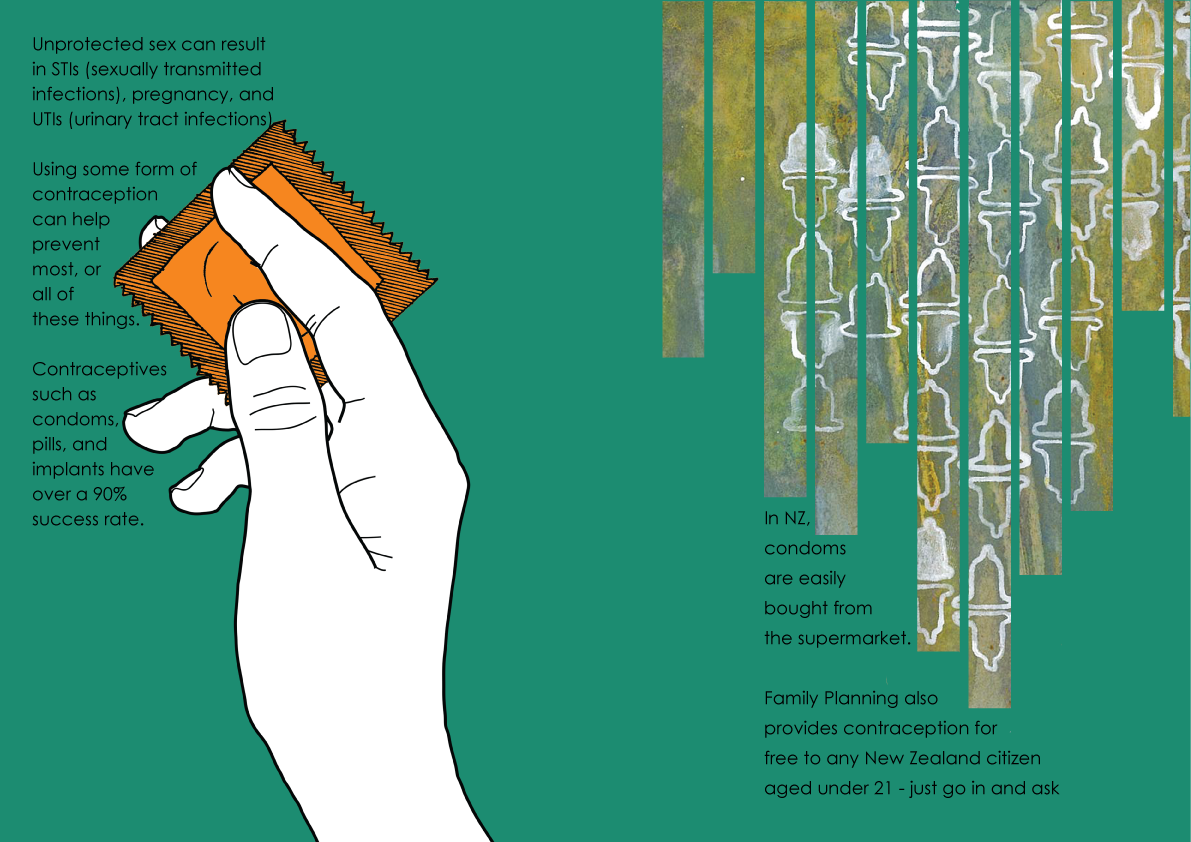 Unprotected sex can result
in STIs (sexually transmitted
infections), pregnancy, and
UTIs (urinary tract infections)
Using some form of
contraception
can help
prevent
most, or
all of
these things.
Contraceptives
such as
condoms,
pills, and
implants have
over a 90%
success rate.
In NZ,
condoms
are easily
bought from
the supermarket.
Family Planning also
provides contraception for
free to any New Zealand citizen
aged under 21 - just go in and ask